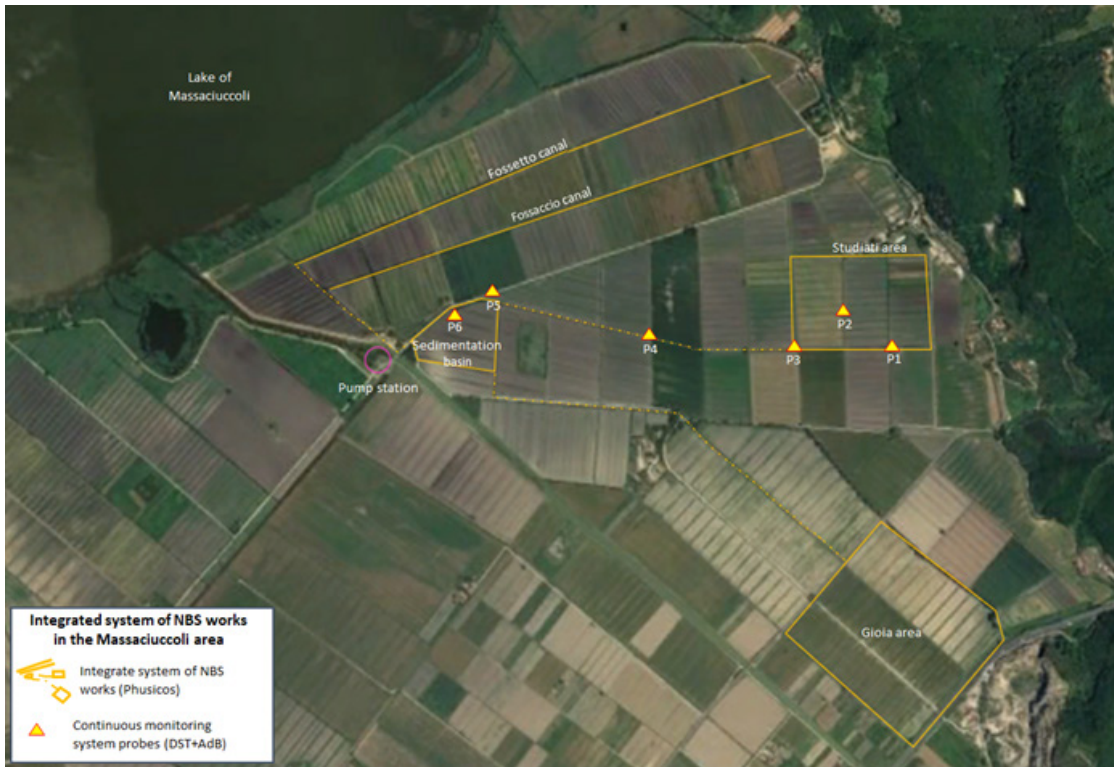 Lake of
Massaciuccoli
Fossetto canal
Fossaccio canal
Studiati area
P5
P2
P6
P4
P3
P1
Sedimentation
basin
Pump station
Gioia area
Integrated system of NBS works
in the Massaciuccoli area
Integrate system of NBS
works (Phusicos)
Continuous monitoring
system probes (DST+AdB)